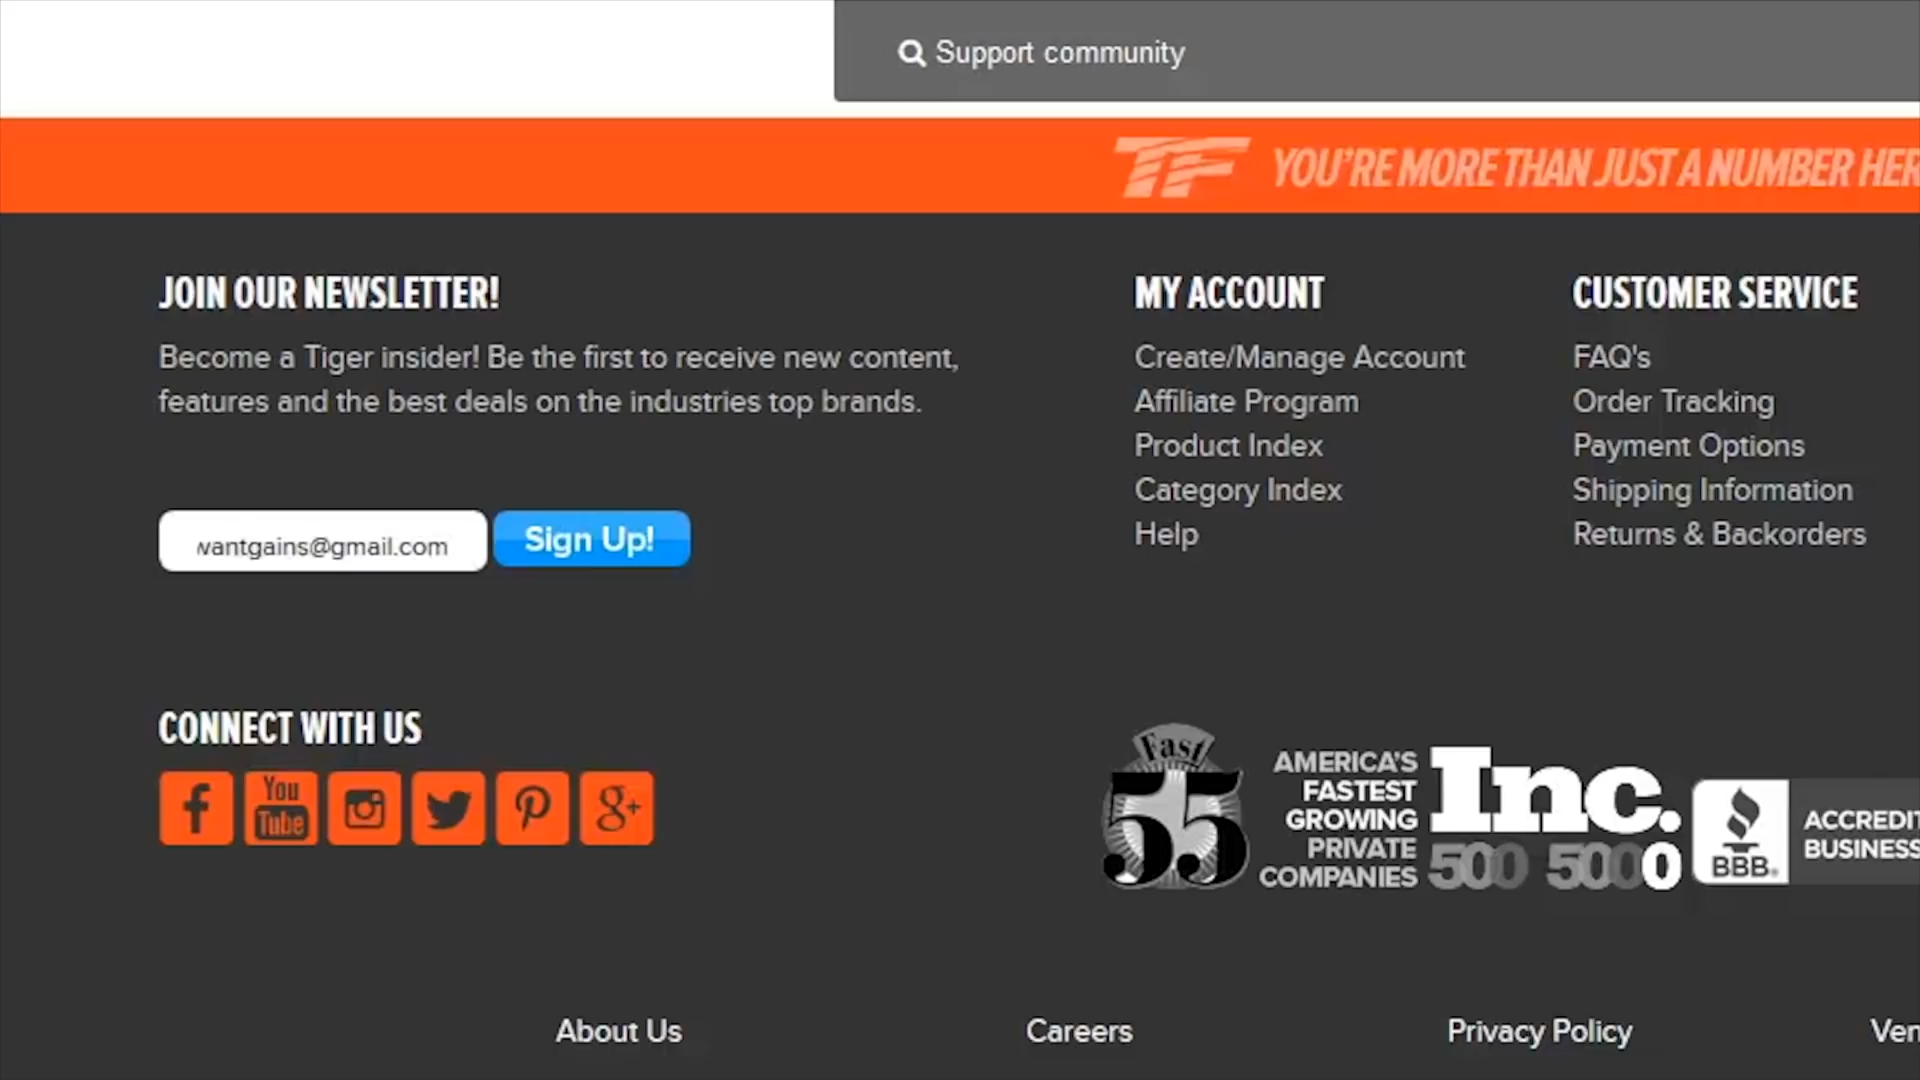 Support community
TF YOU'RE MORE THAN JUST A NUMBER HER
JOIN OUR NEWSLETTER!
Become a Tiger insider! Be the first to receive new content,
features and the best deals on the industries top brands.
wantgains@gmail.com
Sign Up!
MY ACCOUNT
Create/Manage Account
Affiliate Program
Product Index
Category Index
Help
CUSTOMER SERVICE
FAQ's
Order Tracking
Payment Options
Shipping Information
Returns & Backorders
CONNECT WITH US
You
Tube
g+
Fast
55
AMERICA'S
FASTEST
GROWING
PRIVATE
COMPANIES
Inc.
500 5000
BBB.
ACCREDIT
BUSINESS
About Us
Careers
Privacy Policy
Ven